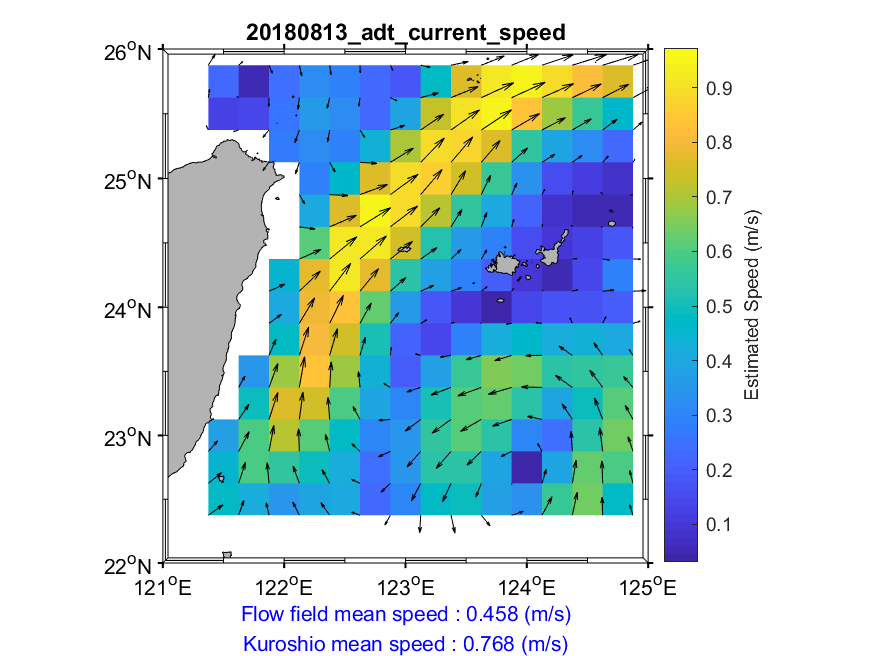 20180813_adt_current_speed
26°N
25°N
24°N
23°N
22°N
121°E
122°E
123°E
124°E
125°E
0.9
0.8
0.7
0.6
0.5
0.4
0.3
0.2
0.1
Estimated Speed (m/s)
Flow field mean speed : 0.458 (m/s)
Kuroshio mean speed : 0.768 (m/s)